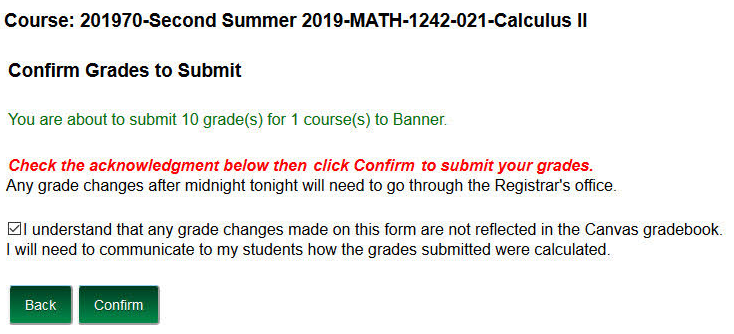 Course: 201970-Second Summer 2019-MATH-1242-021-Calculus II
Confirm Grades to Submit
You are about to submit 10 grade(s) for 1 course(s) to Banner.
Check the acknowledgment below then click Confirm to submit your grades.
Any grade changes after midnight tonight will need to go through the Registrar's office.
I understand that any grade changes made on this form are not reflected in the Canvas gradebook.
I will need to communicate to my students how the grades submitted were calculated.
Back Confirm